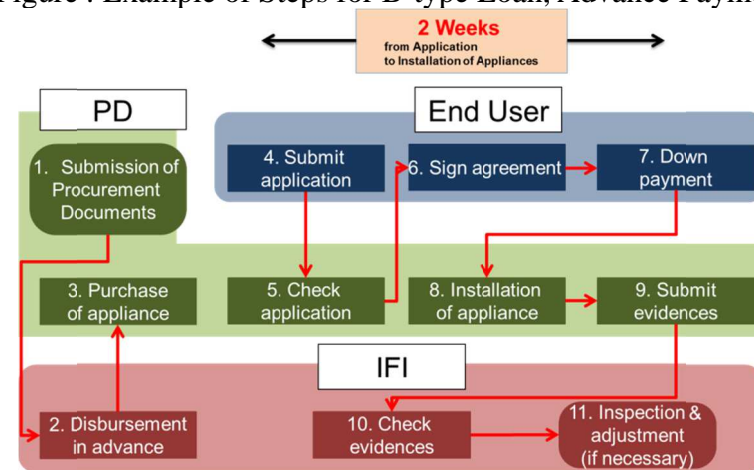 2 Weeks
from Application
to Installation of Appliances
PD
End User
1. Submission of
Procurement
Documents
4. Submit
application
6. Sign agreement
7. Down
payment
3. Purchase
of appliance
5. Check
application
8. Installation
of appliance
9. Submit
evidences
IFI
2. Disbursement
in advance
10. Check
evidences
11. Inspection &
adjustment
(if necessary)